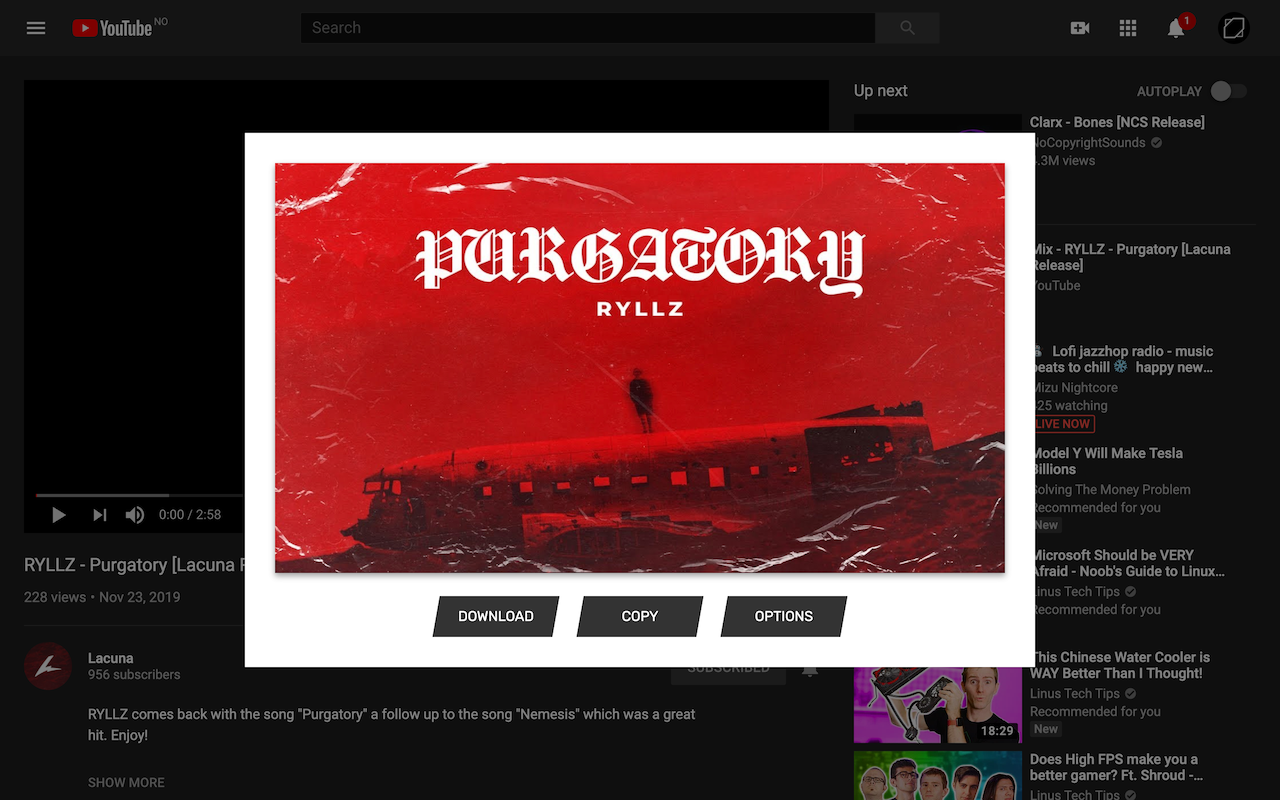 YouTube NO
Search
1
Up next
AUTOPLAY
Clarx - Bones [NCS Release]
NoCopyrightSounds
.3M views
PURGATORY
RYLLZ
Mix - RYLLZ - Purgatory [Lacuna
Release]
YouTube
Lofi jazzhop radio - music
beats to chill ❄ happy new...
Mizu Nightcore
25 watching
LIVE NOW
Model Y Will Make Tesla
Billions
Solving The Money Problem
Recommended for you
New
0:00 / 2:58
Microsoft Should be VERY
Afraid - Noob's Guide to Linux...
Linus Tech Tips
Recommended for you
RYLLZ - Purgatory [Lacuna
228 views • Nov 23, 2019
DOWNLOAD
COPY
OPTIONS
Lacuna
956 subscribers
SUBSCRIBED
This Chinese Water Cooler is
WAY Better Than I Thought!
Linus Tech Tips
Recommended for you
New
18:29
RYLLZ comes back with the song "Purgatory" a follow up to the song "Nemesis" which was a great
hit. Enjoy!
SHOW MORE
Does High FPS make you a
better gamer? Ft. Shroud -...
Linus Tech Tips